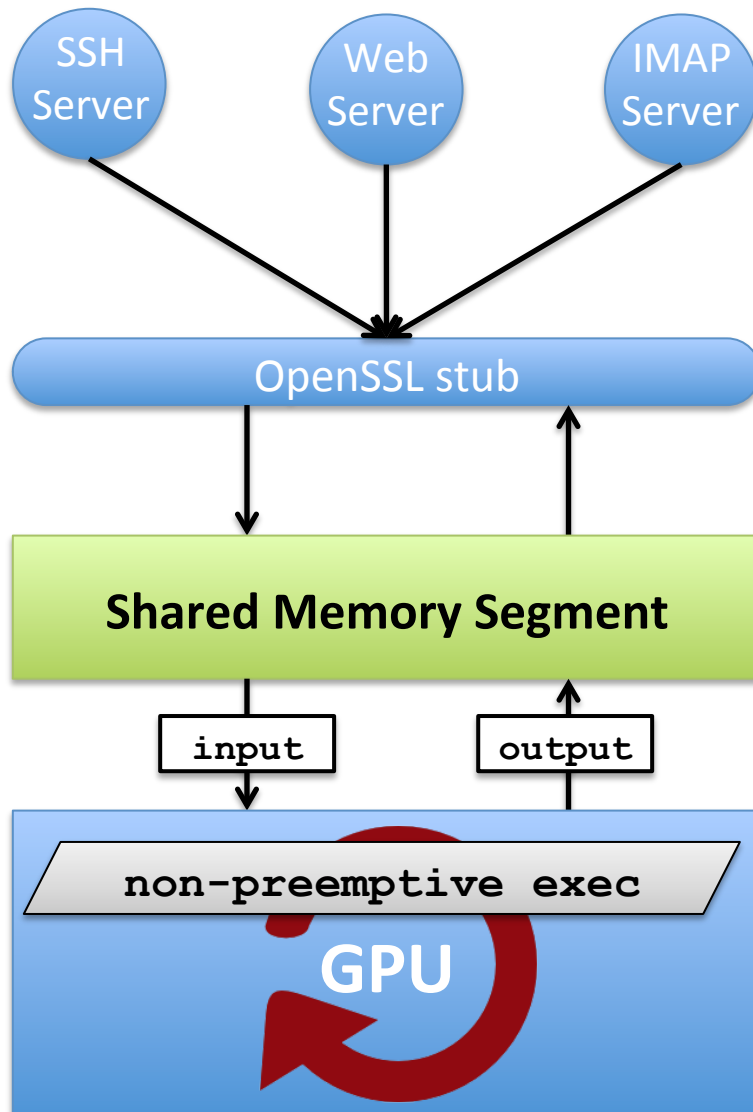 SSH
Server
Web
Server
IMAP
Server
OpenSSL stub
Shared Memory Segment
input
output
non-preemptive exec
GPU